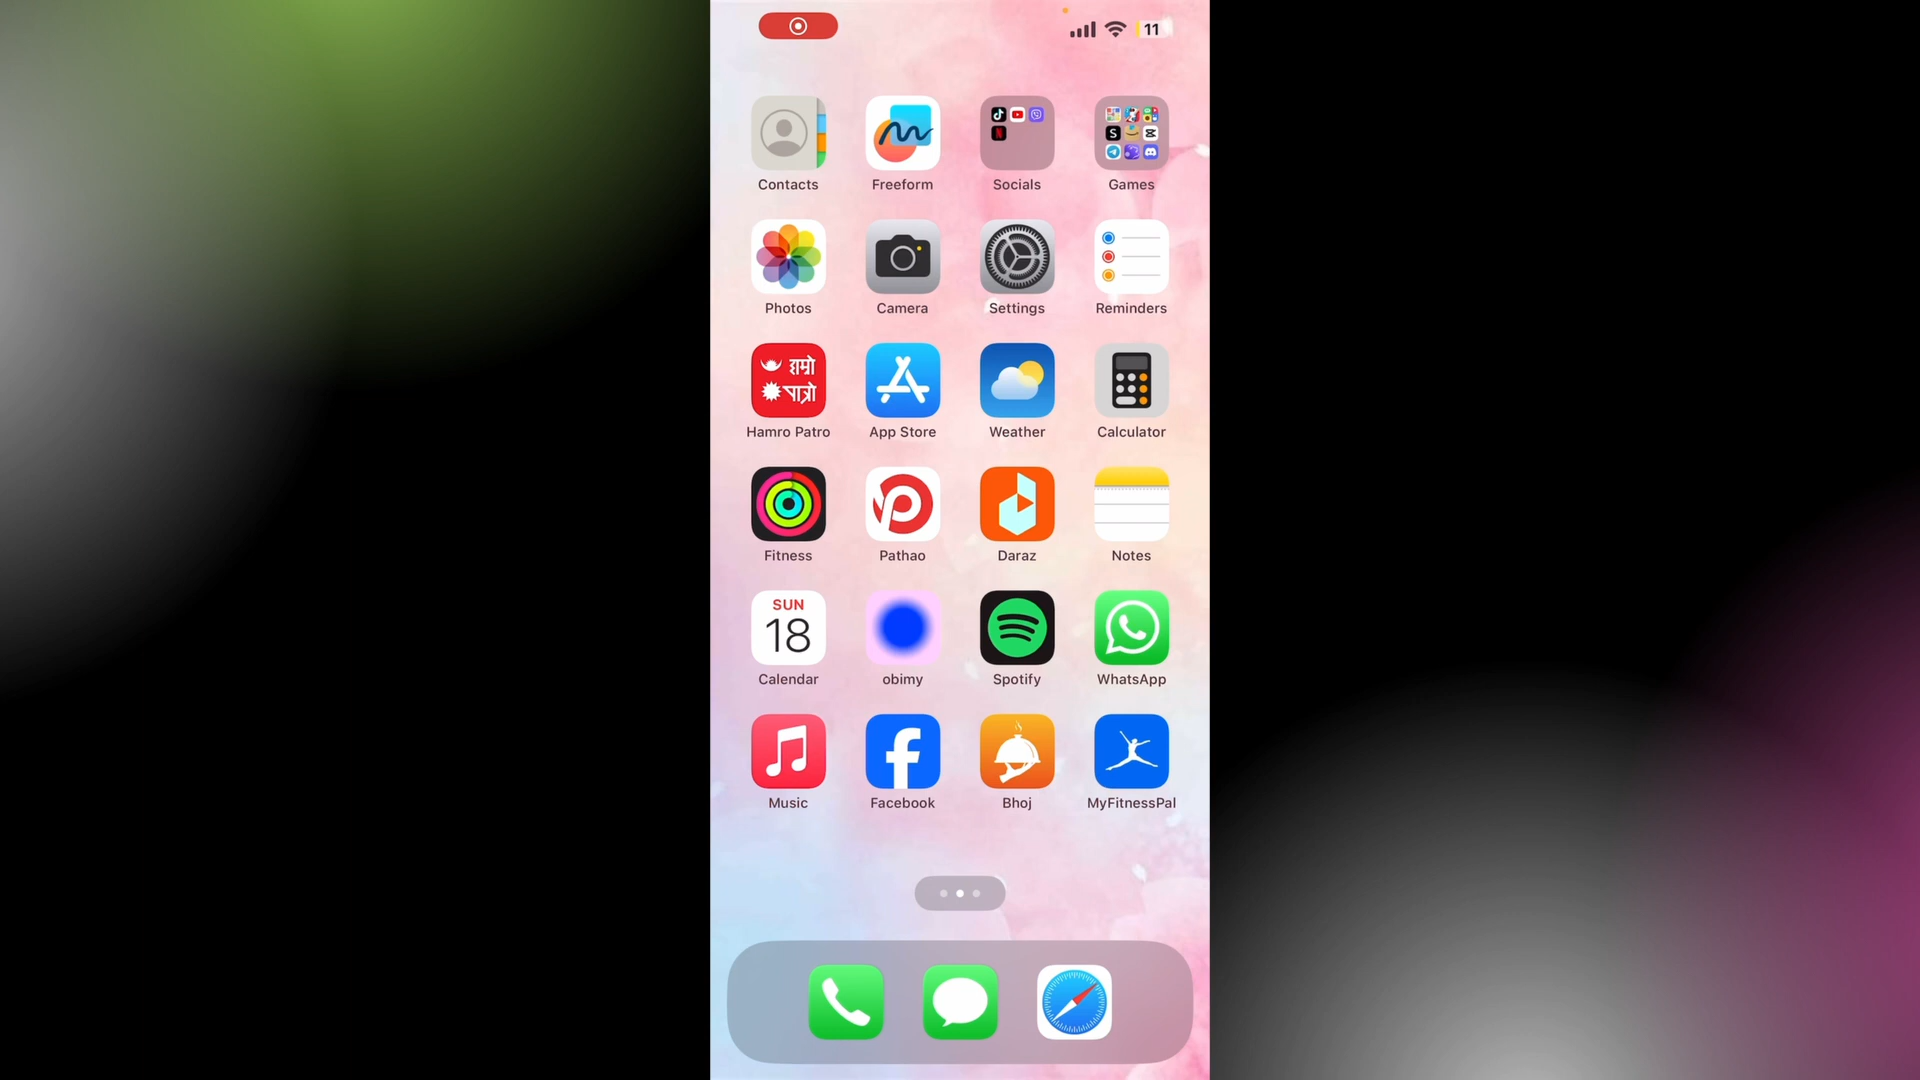 11
Contacts
Freeform
Socials
Games
Photos
Camera
Settings
Reminders
हाम्रो
पात्रो
Hamro Patro
App Store
Weather
Calculator
Fitness
Pathao
Daraz
Notes
SUN
18
Calendar
obimy
Spotify
WhatsApp
Music
Facebook
Bhoj
MyFitnessPal